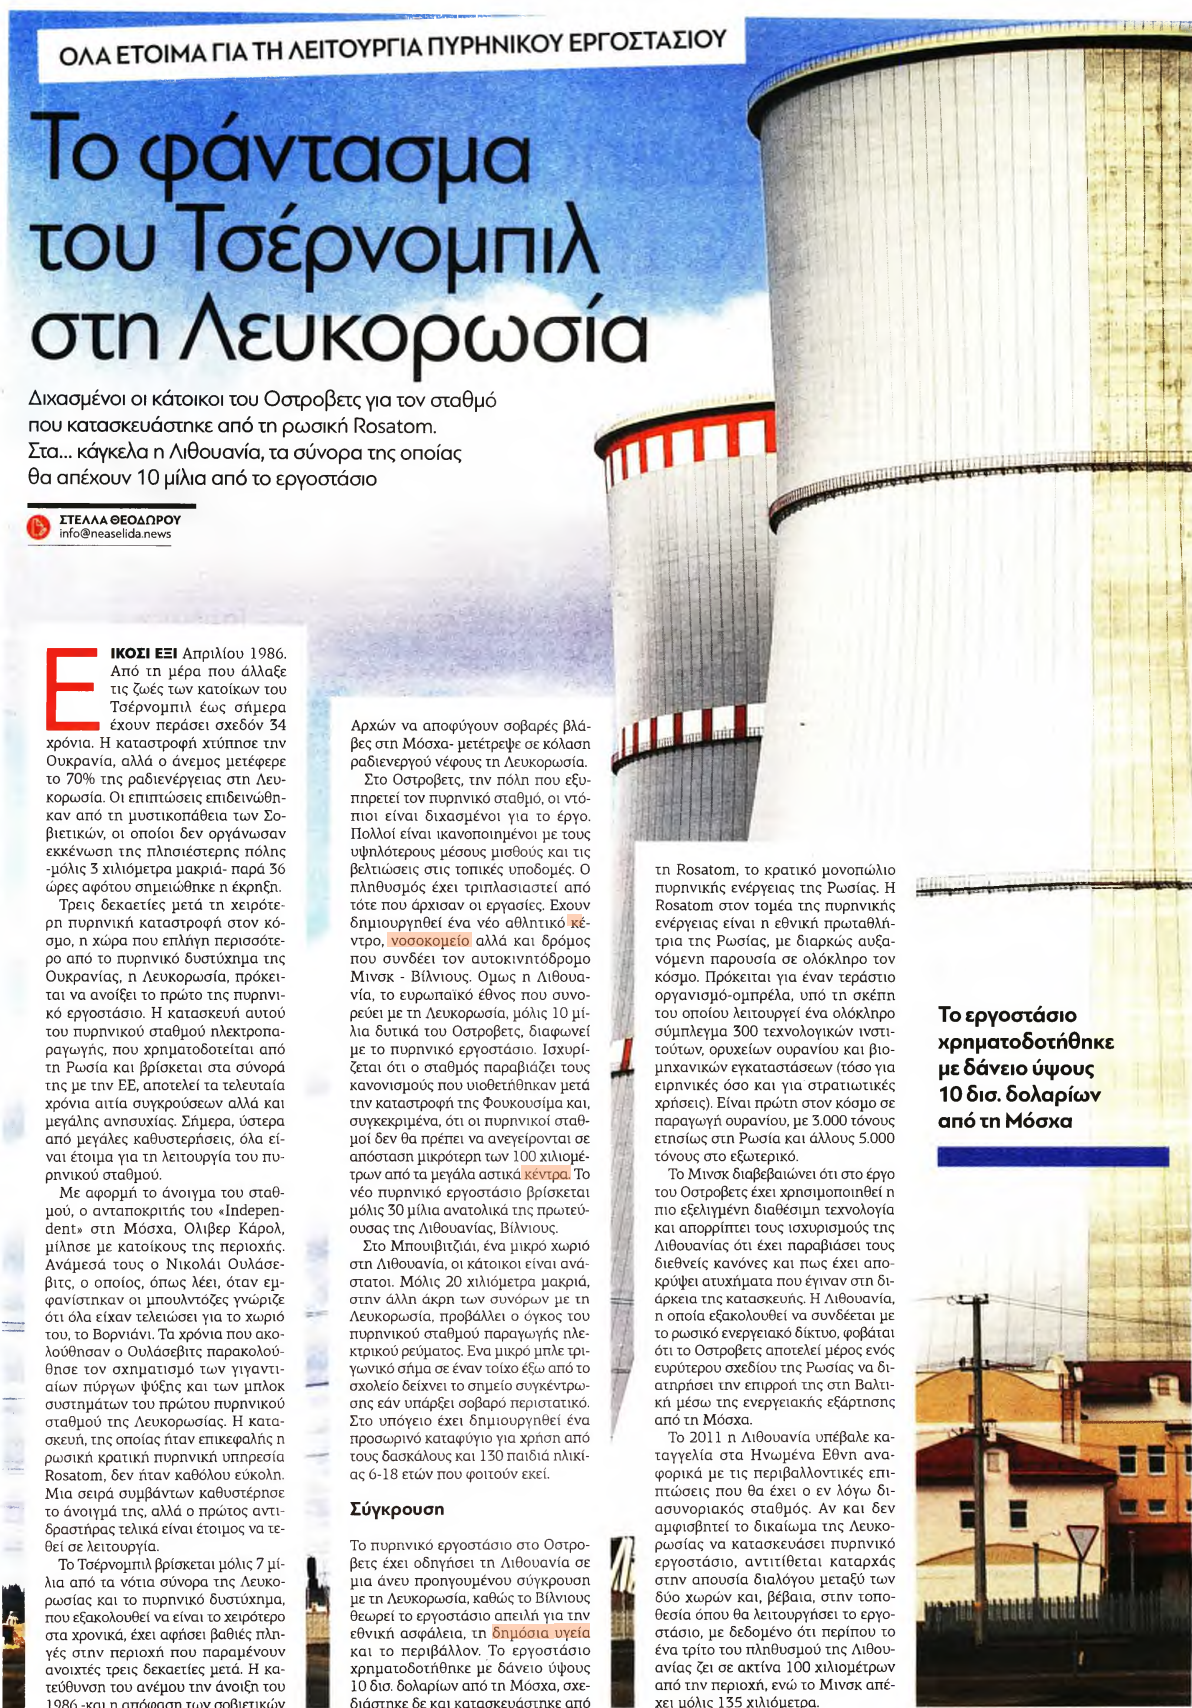 ΟΛΑ ΕΤΟΙΜΑ ΓΙΑ ΤΗ ΛΕΙΤΟΥΡΓΙΑ ΠΥΡΗΝΙΚΟΥ ΕΡΓΟΣΤΑΣΙΟΥ
Το φάντασμα
του Τσέρνομπιλ
στη Λευκορωσία
Διχασμένοι οι κάτοικοι του Οστροβετς για τον σταθμό
που κατασκευάστηκε από τη ρωσική Rosatom.
Στα... κάγκελα η Λιθουανία, τα σύνορα της οποίας
θα απέχουν 10 μίλια από το εργοστάσιο
ΣΤΕΛΛΑ ΘΕΟΔΩΡΟΥ
info@neaselida.news
ΕΙΚΟΣΙ ΕΞΙ Απριλίου 1986.
Από τη μέρα που άλλαξε
τις ζωές των κατοίκων του
Τσέρνομπιλ έως σήμερα
έχουν περάσει σχεδόν 34
χρόνια. Η καταστροφή χτύπησε την
Ουκρανία, αλλά ο άνεμος μετέφερε
το 70% της ραδιενέργειας στη Λευ-
κορωσία. Οι επιπτώσεις επιδεινώθη-
καν από τη μυστικοπάθεια των Σο-
βιετικών, οι οποίοι δεν οργάνωσαν
εκκένωση της πλησιέστερης πόλης
-μόλις 3 χιλιόμετρα μακριά- παρά 36
ώρες αφότου σημειώθηκε η έκρηξη.
Τρεις δεκαετίες μετά τη χειρότε-
ρη πυρηνική καταστροφή στον κό-
σμο, η χώρα που επλήγη περισσότε-
ρο από το πυρηνικό δυστύχημα της
Ουκρανίας, η Λευκορωσία, πρόκει-
ται να ανοίξει το πρώτο της πυρηνι-
κό εργοστάσιο. Η κατασκευή αυτού
του πυρηνικού σταθμού ηλεκτροπα-
ραγωγής, που χρηματοδοτείται από
τη Ρωσία και βρίσκεται στα σύνορά
της με την ΕΕ, αποτελεί τα τελευταία
χρόνια αιτία συγκρούσεων αλλά και
μεγάλης ανησυχίας. Σήμερα, ύστερα
από μεγάλες καθυστερήσεις, όλα εί-
ναι έτοιμα για τη λειτουργία του πυ-
ρηνικού σταθμού.
Με αφορμή το άνοιγμα του σταθ-
μού, ο ανταποκριτής του «Indepen-
dent» στη Μόσχα, Ολιβερ Κάρολ,
μίλησε με κατοίκους της περιοχής.
Ανάμεσά τους ο Νικολάι Ουλάσε-
βιτς, ο οποίος, όπως λέει, όταν εμ-
φανίστηκαν οι μπουλντόζες γνώριζε
ότι όλα είχαν τελειώσει για το χωριό
του, το Βορνιάνι. Τα χρόνια που ακο-
λούθησαν ο Ουλάσεβιτς παρακολού-
θησε τον σχηματισμό των γιγαντι-
αίων πύργων ψύξης και των μπλοκ
συστημάτων του πρώτου πυρηνικού
σταθμού της Λευκορωσίας. Η κατα-
σκευή, της οποίας ήταν επικεφαλής η
ρωσική κρατική πυρηνική υπηρεσία
Rosatom, δεν ήταν καθόλου εύκολη.
Μια σειρά συμβάντων καθυστέρησε
το άνοιγμά της, αλλά ο πρώτος αντι-
δραστήρας τελικά είναι έτοιμος να τε-
θεί σε λειτουργία.
Το Τσέρνομπιλ βρίσκεται μόλις 7 μί-
λια από τα νότια σύνορα της Λευκο-
ρωσίας και το πυρηνικό δυστύχημα,
που εξακολουθεί να είναι το χειρότερο
στα χρονικά, έχει αφήσει βαθιές πλη-
γές στην περιοχή που παραμένουν
ανοιχτές τρεις δεκαετίες μετά. Η κα-
τεύθυνση του ανέμου την άνοιξη του
1986 -και η απόφαση των σοβιετικών
Αρχών να αποφύγουν σοβαρές βλά-
βες στη Μόσχα- μετέτρεψε σε κόλαση
ραδιενεργού νέφους τη Λευκορωσία.
Στο Οστροβετς, την πόλη που εξυ-
πηρετεί τον πυρηνικό σταθμό, οι ντό-
πιοι είναι διχασμένοι για το έργο.
Πολλοί είναι ικανοποιημένοι με τους
υψηλότερους μέσους μισθούς και τις
βελτιώσεις στις τοπικές υποδομές. Ο
πληθυσμός έχει τριπλασιαστεί από
τότε που άρχισαν οι εργασίες. Εχουν
δημιουργηθεί ένα νέο αθλητικό κέ-
ντρο, νοσοκομείο αλλά και δρόμος
που συνδέει τον αυτοκινητόδρομο
Μινσκ - Βίλνιους. Ομως η Λιθουα-
νία, το ευρωπαϊκό έθνος που συνο-
ρεύει με τη Λευκορωσία, μόλις 10 μί-
λια δυτικά του Οστροβετς, διαφωνεί
με το πυρηνικό εργοστάσιο. Ισχυρί-
ζεται ότι ο σταθμός παραβιάζει τους
κανονισμούς που υιοθετήθηκαν μετά
την καταστροφή της Φουκουσίμα και,
συγκεκριμένα, ότι οι πυρηνικοί σταθ-
μοί δεν θα πρέπει να ανεγείρονται σε
απόσταση μικρότερη των 100 χιλιομέ-
τρων από τα μεγάλα αστικά κέντρα. Το
νέο πυρηνικό εργοστάσιο βρίσκεται
μόλις 30 μίλια ανατολικά της πρωτεύ-
ουσας της Λιθουανίας, Βίλνιους.
Στο Μπουιβιτζιάι, ένα μικρό χωριό
στη Λιθουανία, οι κάτοικοι είναι ανά-
στατοι. Μόλις 20 χιλιόμετρα μακριά,
στην άλλη άκρη των συνόρων με τη
Λευκορωσία, προβάλλει ο όγκος του
πυρηνικού σταθμού παραγωγής ηλε-
κτρικού ρεύματος. Ενα μικρό μπλε τρι-
γωνικό σήμα σε έναν τοίχο έξω από το
σχολείο δείχνει το σημείο συγκέντρω-
σης εάν υπάρξει σοβαρό περιστατικό.
Στο υπόγειο έχει δημιουργηθεί ένα
προσωρινό καταφύγιο για χρήση από
τους δασκάλους και 130 παιδιά ηλικί-
ας 6-18 ετών που φοιτούν εκεί.
Σύγκρουση
Το πυρηνικό εργοστάσιο στο Οστρο-
βετς έχει οδηγήσει τη Λιθουανία σε
μια άνευ προηγουμένου σύγκρουση
με τη Λευκορωσία, καθώς το Βίλνιους
θεωρεί το εργοστάσιο απειλή για την
εθνική ασφάλεια, τη δημόσια υγεία
και το περιβάλλον. Το εργοστάσιο
χρηματοδοτήθηκε με δάνειο ύψους
10 δισ. δολαρίων από τη Μόσχα, σχε-
διάστηκε δε και κατασκευάστηκε από
τη Rosatom, το κρατικό μονοπώλιο
πυρηνικής ενέργειας της Ρωσίας. Η
Rosatom στον τομέα της πυρηνικής
ενέργειας είναι η εθνική πρωταθλή-
τρια της Ρωσίας, με διαρκώς αυξα-
νόμενη παρουσία σε ολόκληρο τον
κόσμο. Πρόκειται για έναν τεράστιο
οργανισμό-ομπρέλα, υπό τη σκέπη
του οποίου λειτουργεί ένα ολόκληρο
σύμπλεγμα 300 τεχνολογικών ινστι-
τούτων, ορυχείων ουρανίου και βιο-
μηχανικών εγκαταστάσεων (τόσο για
ειρηνικές όσο και για στρατιωτικές
χρήσεις). Είναι πρώτη στον κόσμο σε
παραγωγή ουρανίου, με 3.000 τόνους
ετησίως στη Ρωσία και άλλους 5.000
τόνους στο εξωτερικό.
Το Μινσκ διαβεβαιώνει ότι στο έργο
του Οστροβετς έχει χρησιμοποιηθεί η
πιο εξελιγμένη διαθέσιμη τεχνολογία
και απορρίπτει τους ισχυρισμούς της
Λιθουανίας ότι έχει παραβιάσει τους
διεθνείς κανόνες και πως έχει απο-
κρύψει ατυχήματα που έγιναν στη δι-
άρκεια της κατασκευής. Η Λιθουανία,
η οποία εξακολουθεί να συνδέεται με
το ρωσικό ενεργειακό δίκτυο, φοβάται
ότι το Οστροβετς αποτελεί μέρος ενός
ευρύτερου σχεδίου της Ρωσίας να δι-
ατηρήσει την επιρροή της στη Βαλτι-
κή μέσω της ενεργειακής εξάρτησης
από τη Μόσχα.
Το 2011 η Λιθουανία υπέβαλε κα-
ταγγελία στα Ηνωμένα Εθνη ανα-
φορικά με τις περιβαλλοντικές επι-
πτώσεις που θα έχει ο εν λόγω δι-
ασυνοριακός σταθμός. Αν και δεν
αμφισβητεί το δικαίωμα της Λευκο-
ρωσίας να κατασκευάσει πυρηνικό
εργοστάσιο, αντιτίθεται καταρχάς
στην απουσία διαλόγου μεταξύ των
δύο χωρών και, βέβαια, στην τοπο-
θεσία όπου θα λειτουργήσει το εργο-
στάσιο, με δεδομένο ότι περίπου το
ένα τρίτο του πληθυσμού της Λιθου-
ανίας ζει σε ακτίνα 100 χιλιομέτρων
από την περιοχή, ενώ το Μινσκ απέ-
χει μόλις 135 χιλιόμετρα.
Το εργοστάσιο
χρηματοδοτήθηκε
με δάνειο ύψους
10 δισ. δολαρίων
από τη Μόσχα